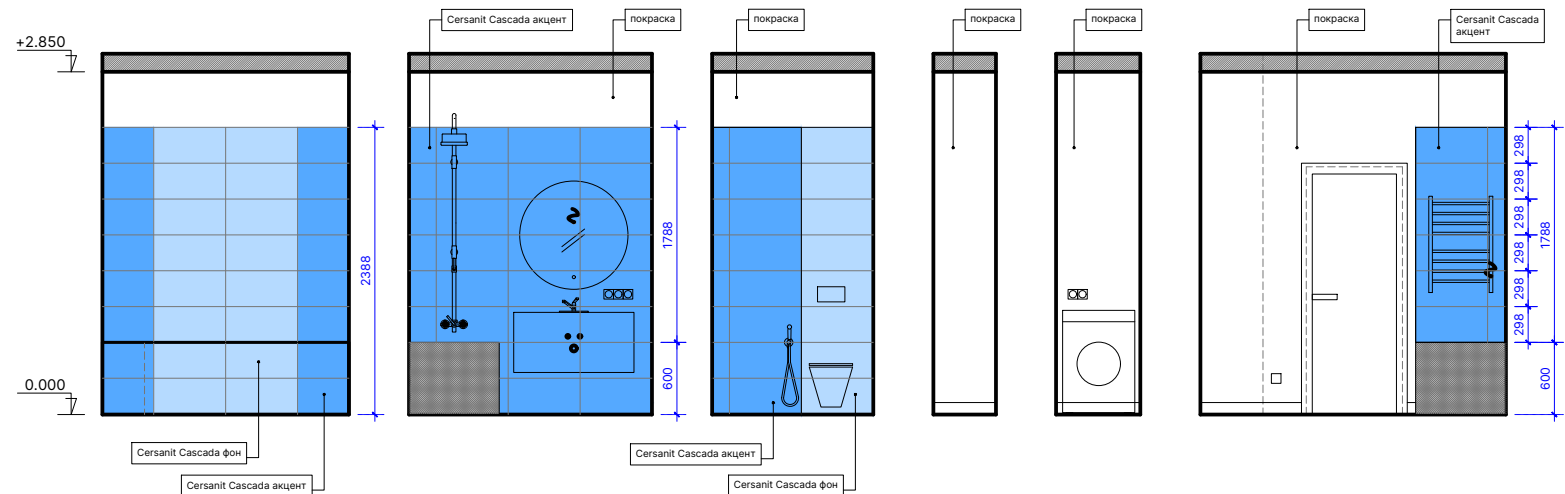 Cersanit Cascada акцент
покраска
покраска
покраска
покраска
покраска
Cersanit Cascada
акцент
+2.850
0.000
2388
1788
600
298
298
298
298
298
298
1788
600
Cersanit Cascada фон
Cersanit Cascada акцент
Cersanit Cascada акцент
Cersanit Cascada фон